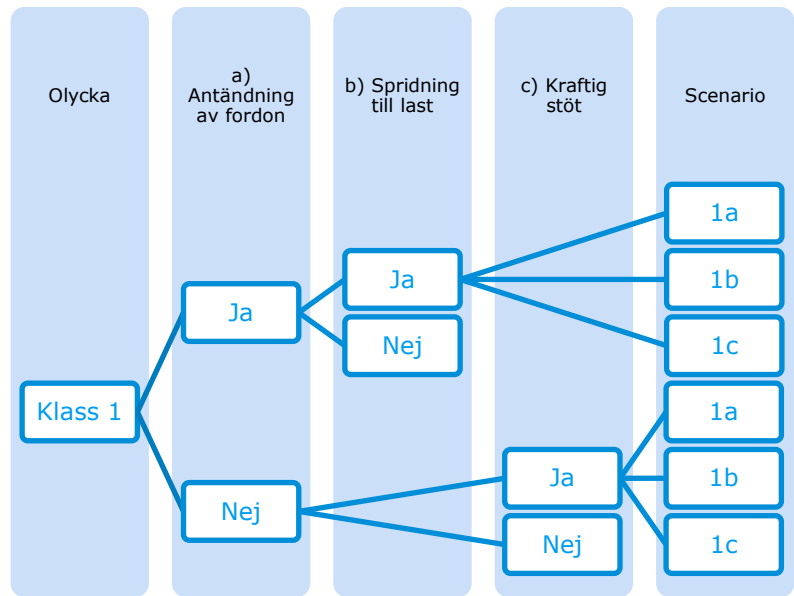 Olycka
a)
Antändning
av fordon
b) Spridning
till last
c) Kraftig
stöt
Scenario
Klass 1
Ja
Nej
Ja
Nej
Ja
Nej
1a
1b
1c
1a
1b
1c